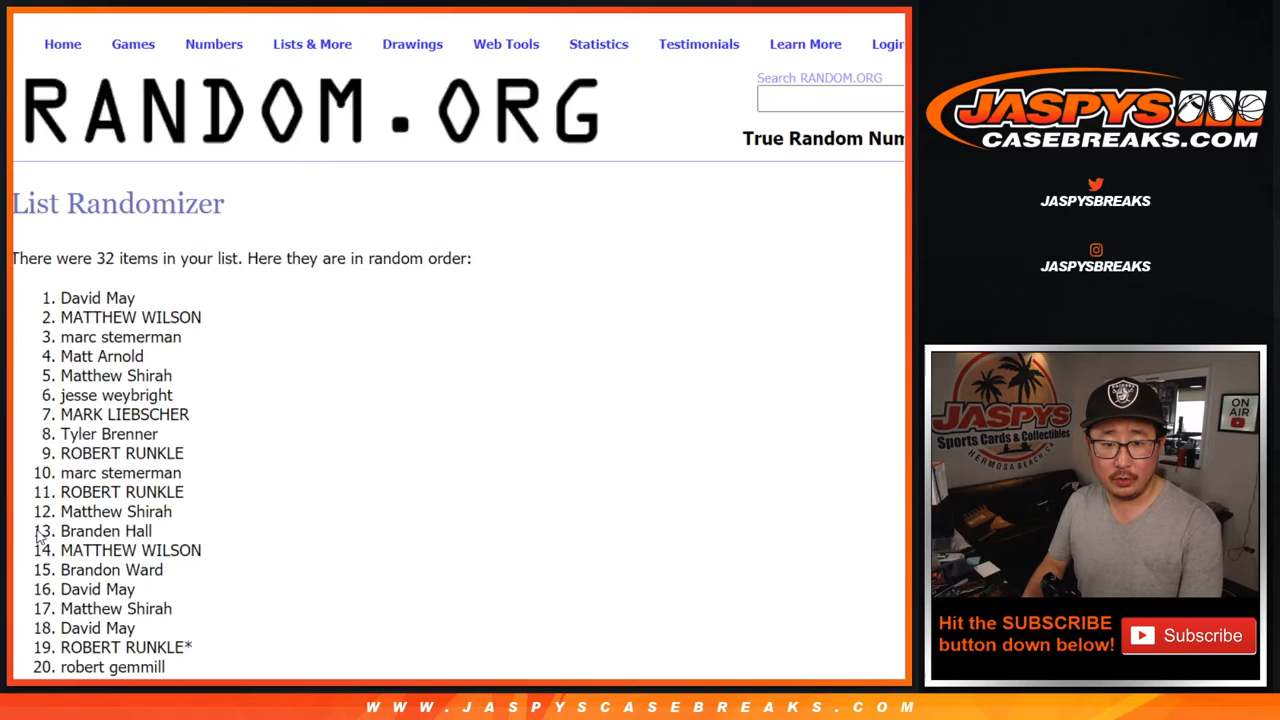 Home Games Numbers Lists & More Drawings Web Tools Statistics Testimonials Learn More Login
Search RANDOM.ORG
RANDOM.ORG
True Random Num
List Randomizer
There were 32 items in your list. Here they are in random order:
1. David May
2. MATTHEW WILSON
3. marc stemerman
4. Matt Arnold
5. Matthew Shirah
6. jesse weybright
7. MARK LIEBSCHER
8. Tyler Brenner
9. ROBERT RUNKLE
10. marc stemerman
11. ROBERT RUNKLE
12. Matthew Shirah
13. Branden Hall
14. MATTHEW WILSON
15. Brandon Ward
16. David May
17. Matthew Shirah
18. David May
19. ROBERT RUNKLE*
20. robert gemmill
JASPYS
CASEBREAKS.COM
JASPYSBREAKS
JASPYSBREAKS
JASPYS
Sports Cards & Collectibles
HERMOSA BEACH, CA
RAIDERS
ON
AIR
Hit the SUBSCRIBE
button down below!
Subscribe
WWW.JASPYSCASEBREAKS.COM